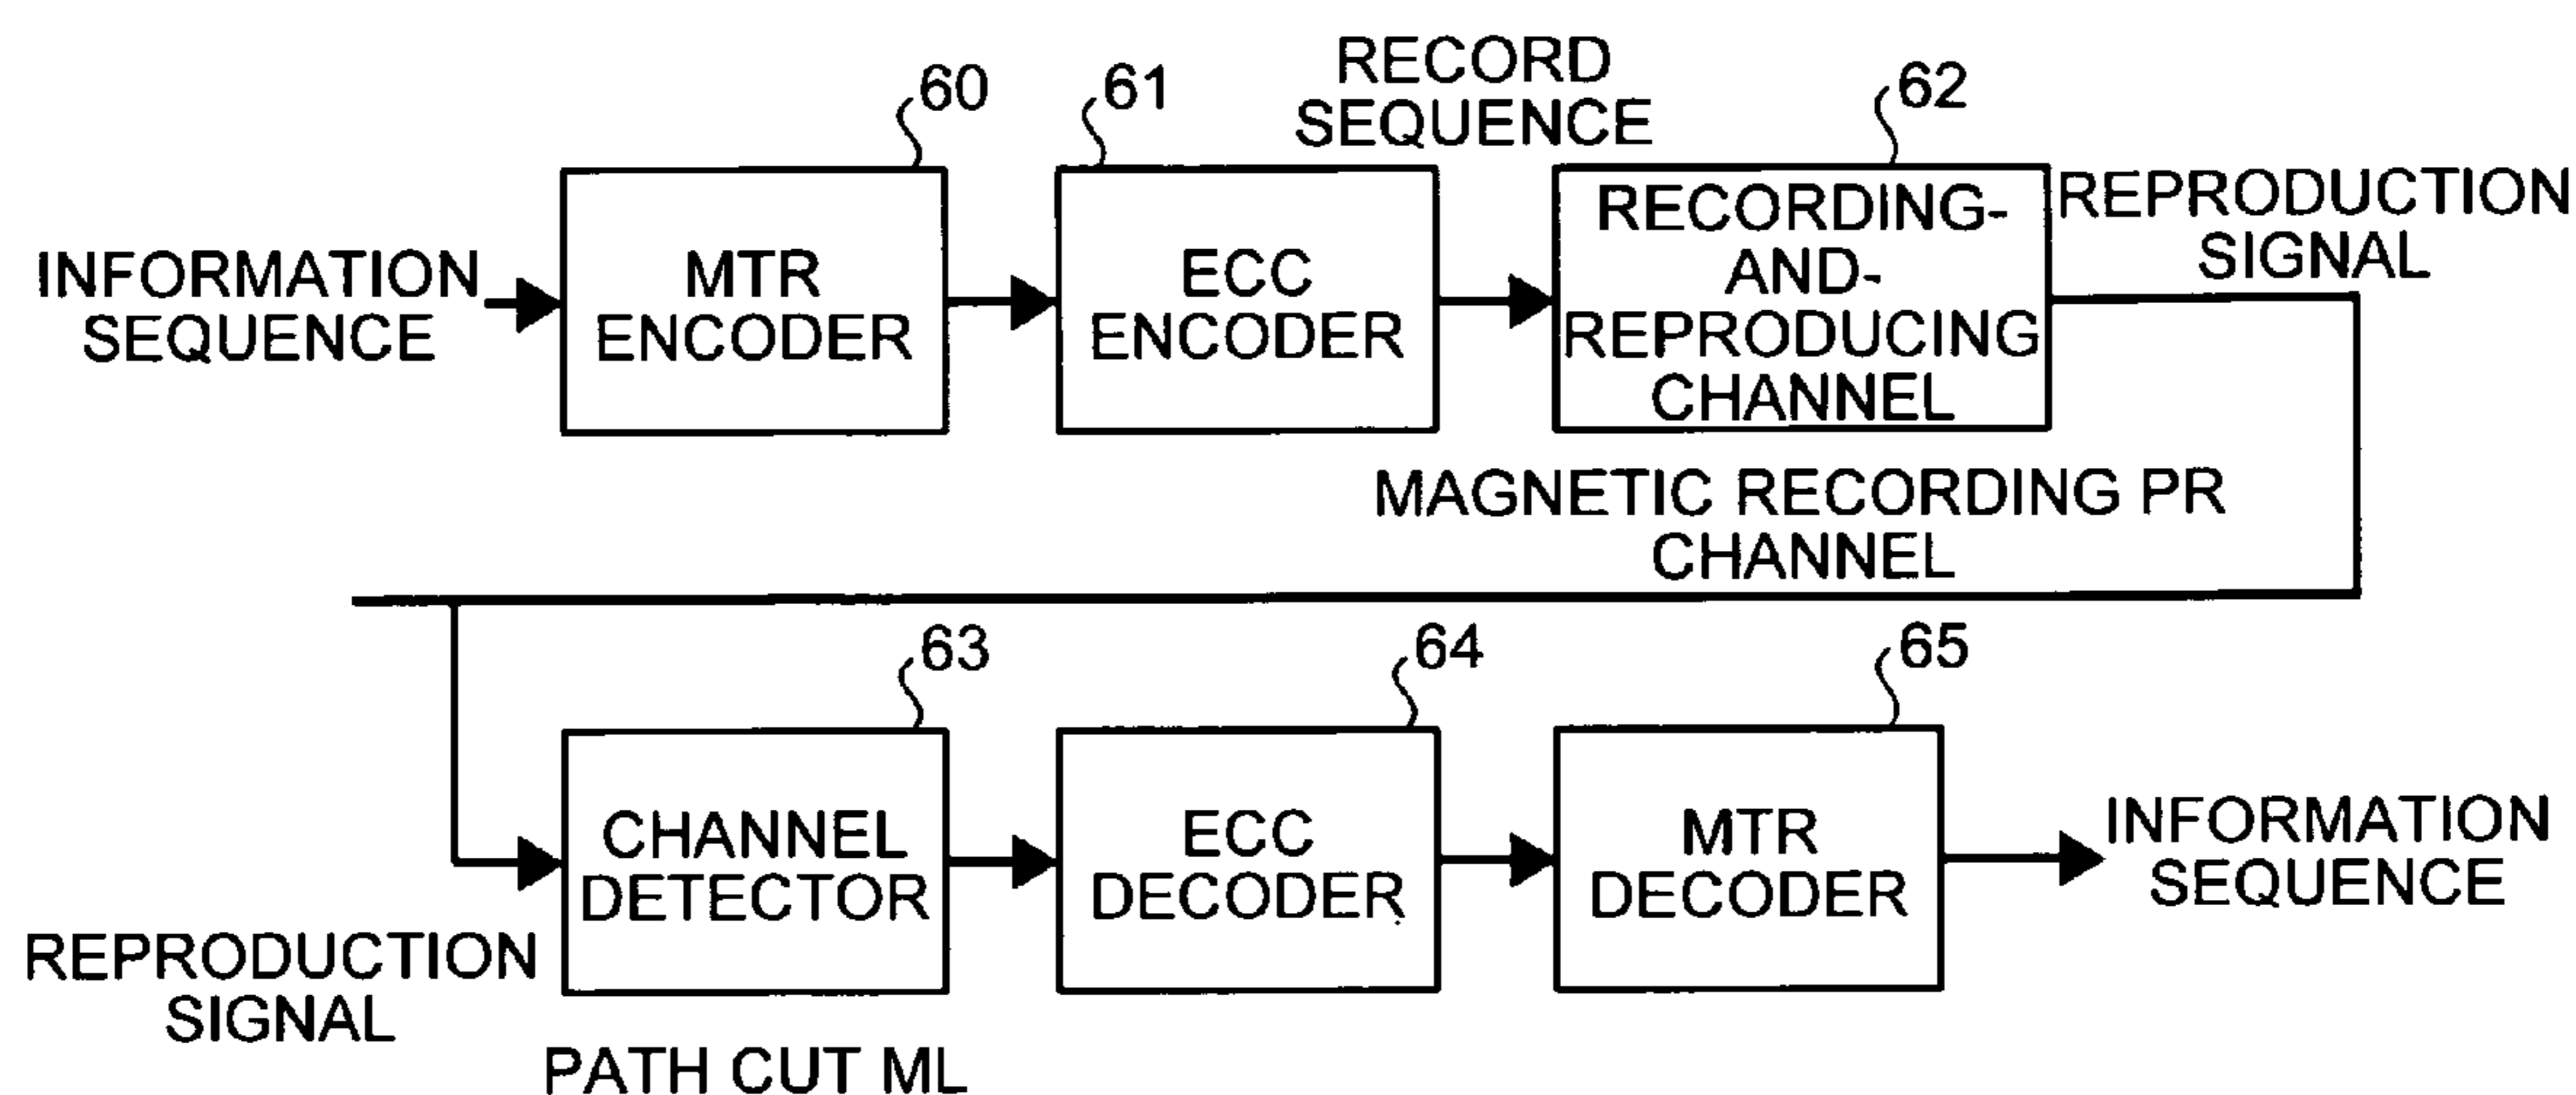 60
61
RECORD
SEQUENCE
62
INFORMATION
SEQUENCE
MTR
ENCODER
ECC
ENCODER
RECORDING-
AND-
REPRODUCING
CHANNEL
REPRODUCTION
SIGNAL
MAGNETIC RECORDING PR
CHANNEL
63
64
65
REPRODUCTION
SIGNAL
CHANNEL
DETECTOR
PATH CUT ML
ECC
DECODER
MTR
DECODER
INFORMATION
SEQUENCE